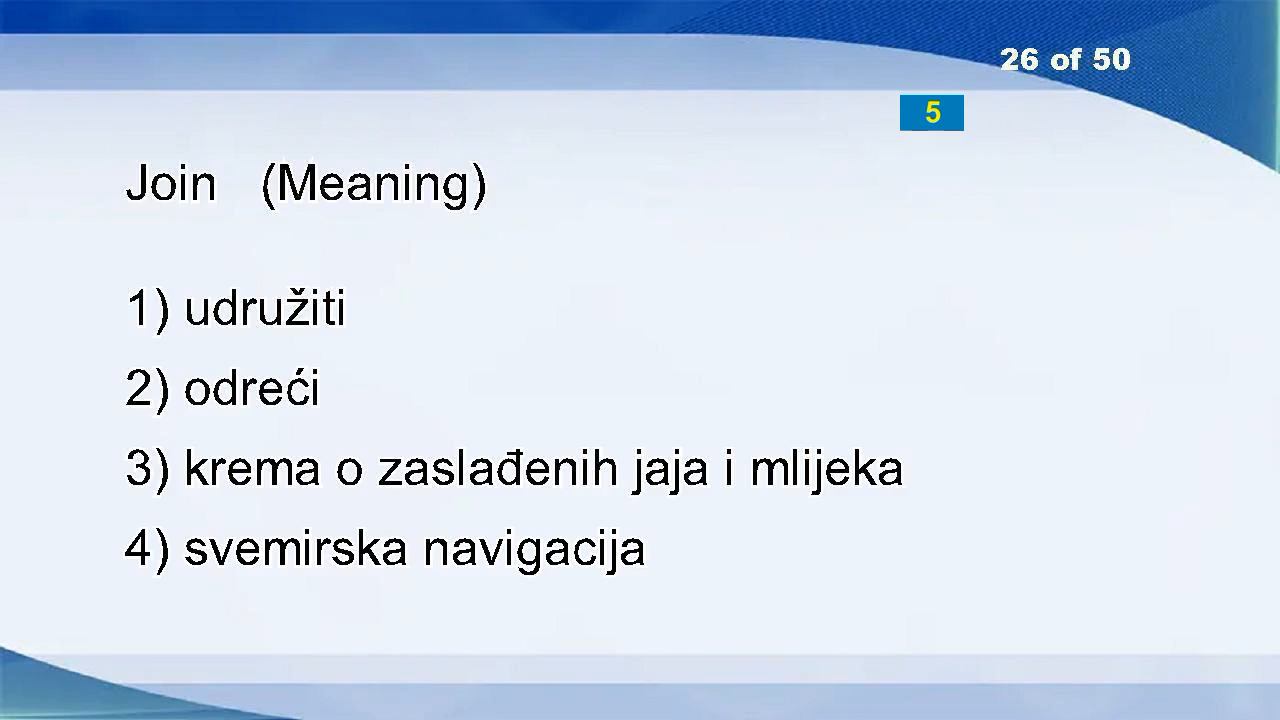 26 of 50
5
Join (Meaning)
1) udružiti
2) odreći
3) krema o zaslađenih jaja i mlijeka
4) svemirska navigacija